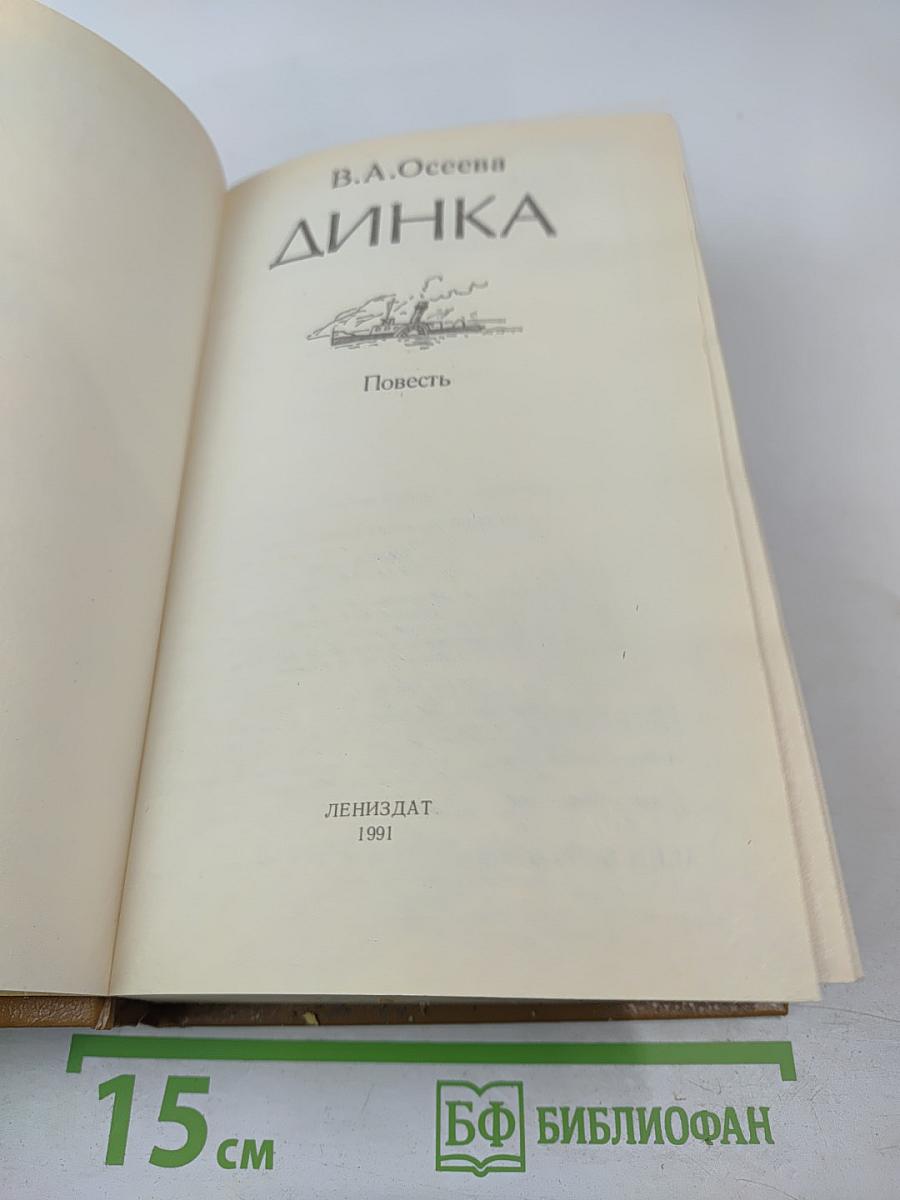 В.А.Осеева
ДИНКА
Повесть
ЛЕНИЗДАТ
1991
15 см
БФ БИБЛИОФАН